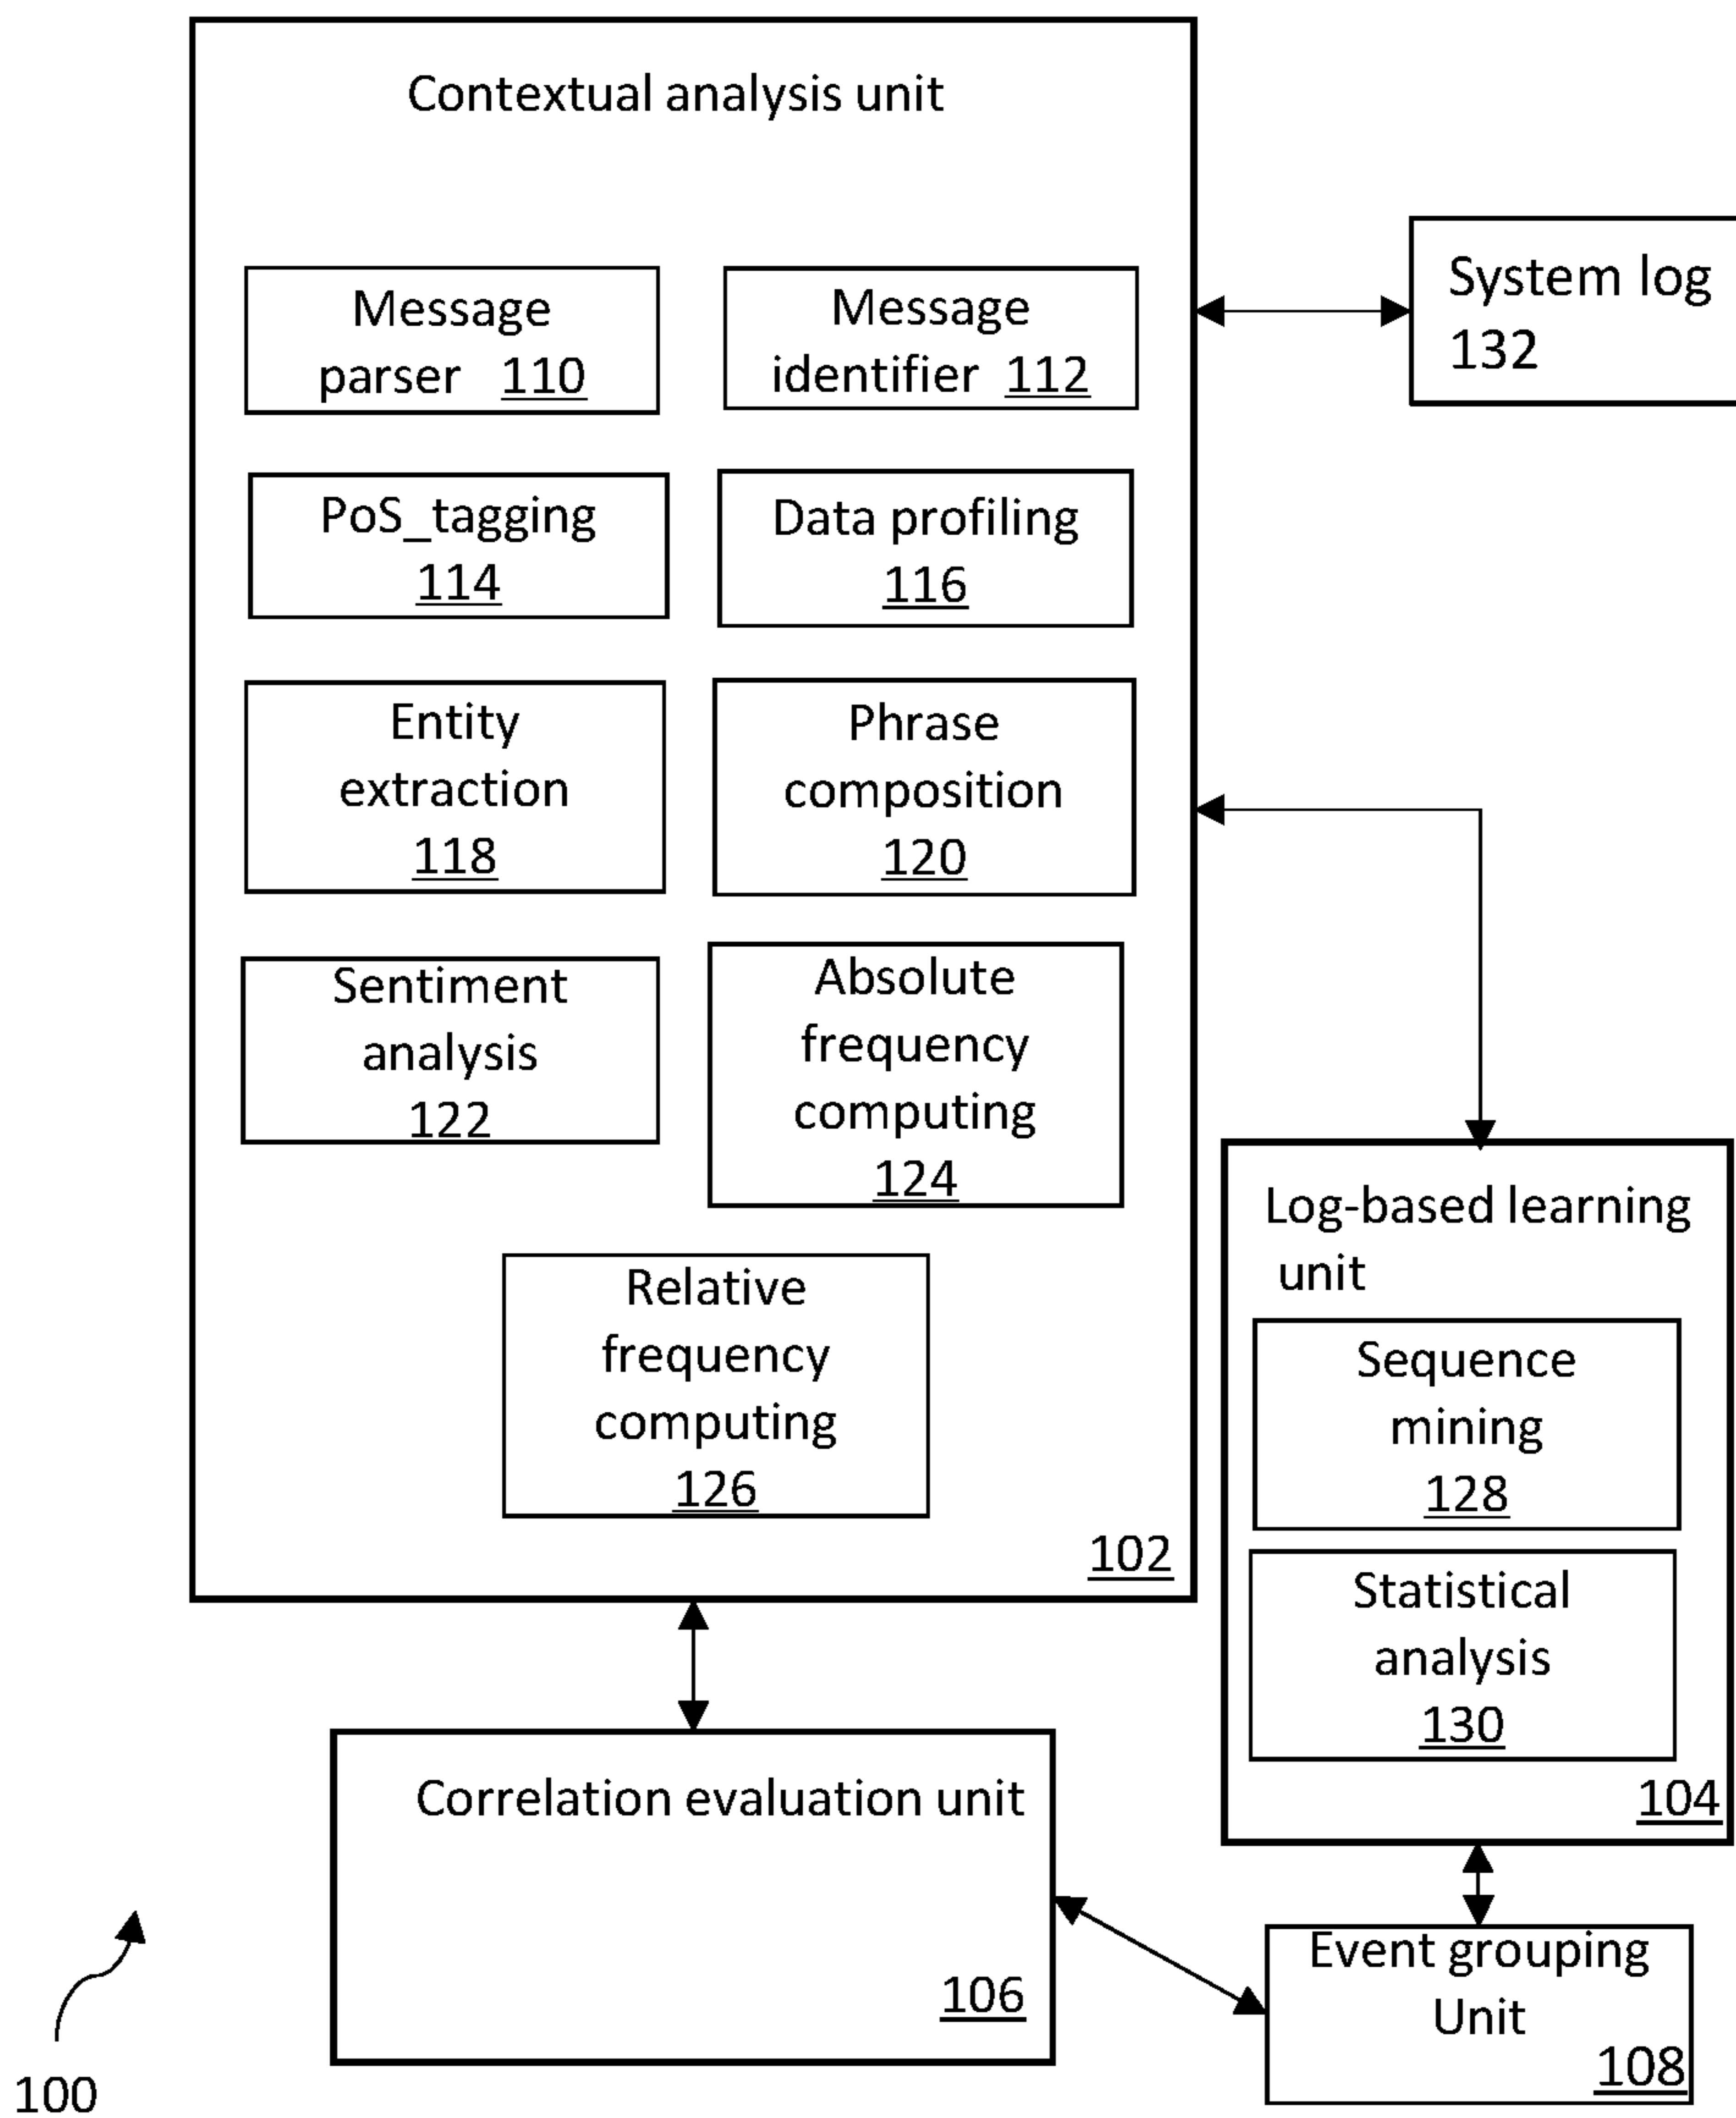 Contextual analysis unit
Message
parser 110
Message
identifier 112
PoS_tagging
114
Data profiling
116
Entity
extraction
118
Phrase
composition
120
Sentiment
analysis
122
Absolute
frequency
computing
124
Relative
frequency
computing
126
102
System log
132
Log-based learning
unit
Sequence
mining
128
Statistical
analysis
130
104
Correlation evaluation unit
106
Event grouping
Unit
108
100